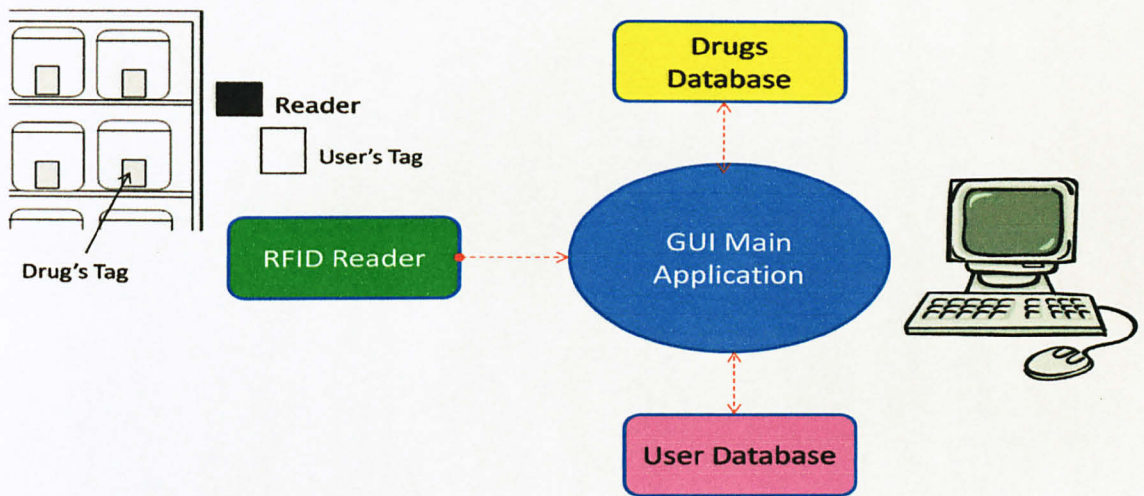 Drugs
Database
Reader
User's Tag
RFID Reader
GUI Main
Application
Drug's Tag
User Database